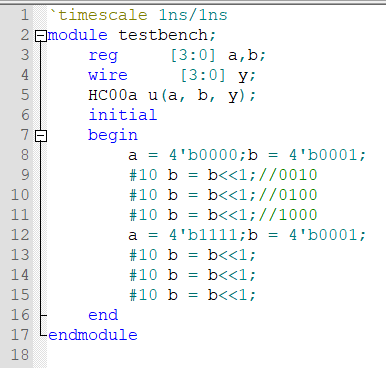 1 `timescale 1ns/1ns
2 module testbench;
3 reg [3:0] a,b;
4 wire [3:0] y;
5 HC00a u(a, b, y);
6 initial
7 begin
8 a = 4'b0000;b = 4'b0001;
9 #10 b = b<<1;//0010
10 #10 b = b<<1;//0100
11 #10 b = b<<1;//1000
12 a = 4'b1111;b = 4'b0001;
13 #10 b = b<<1;
14 #10 b = b<<1;
15 #10 b = b<<1;
16 end
17 endmodule
18